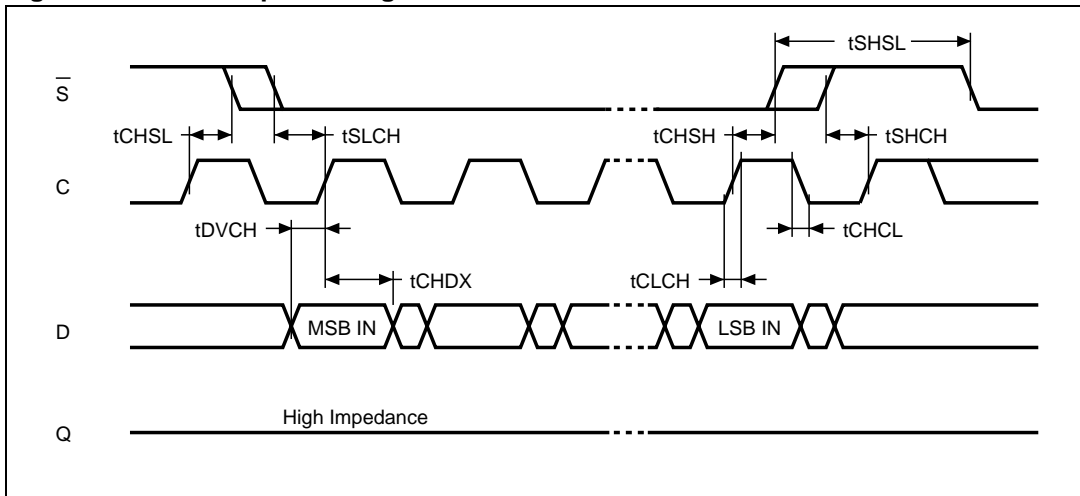 tSHSL
S
tCHSL
tSLCH
tCHSH
tSHCH
C
tDVCH
tCHCL
tCHDX
tCLCH
D
MSB IN
LSB IN
High Impedance
Q